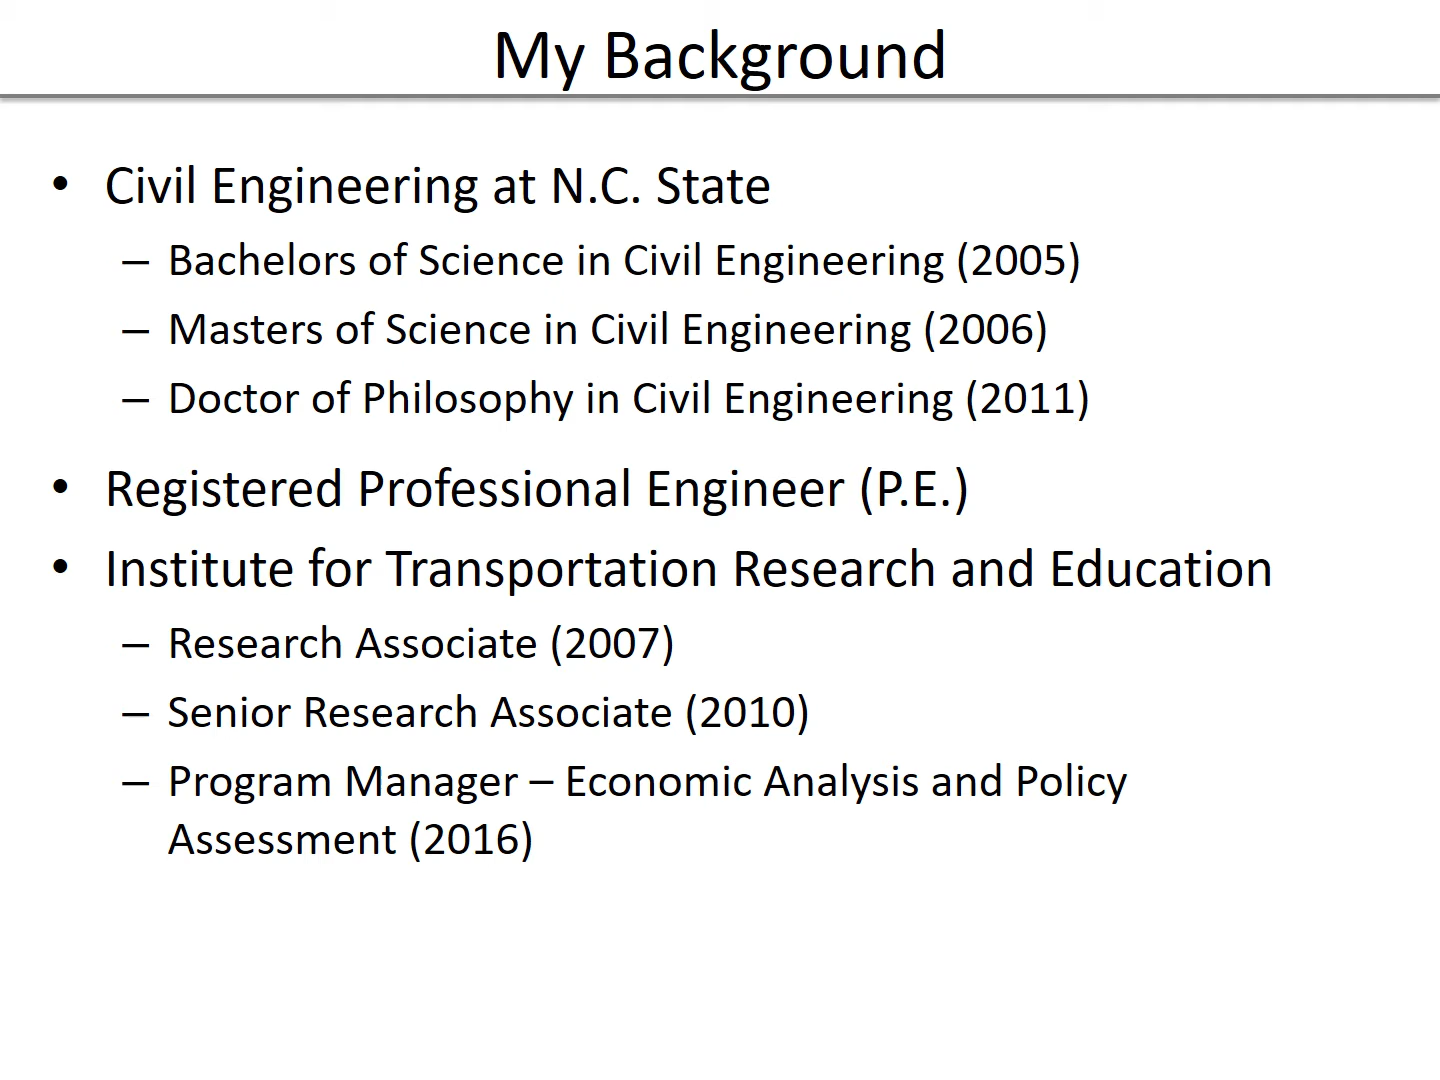 My Background
• Civil Engineering at N.C. State
– Bachelors of Science in Civil Engineering (2005)
– Masters of Science in Civil Engineering (2006)
– Doctor of Philosophy in Civil Engineering (2011)
• Registered Professional Engineer (P.E.)
• Institute for Transportation Research and Education
– Research Associate (2007)
– Senior Research Associate (2010)
– Program Manager – Economic Analysis and Policy
Assessment (2016)